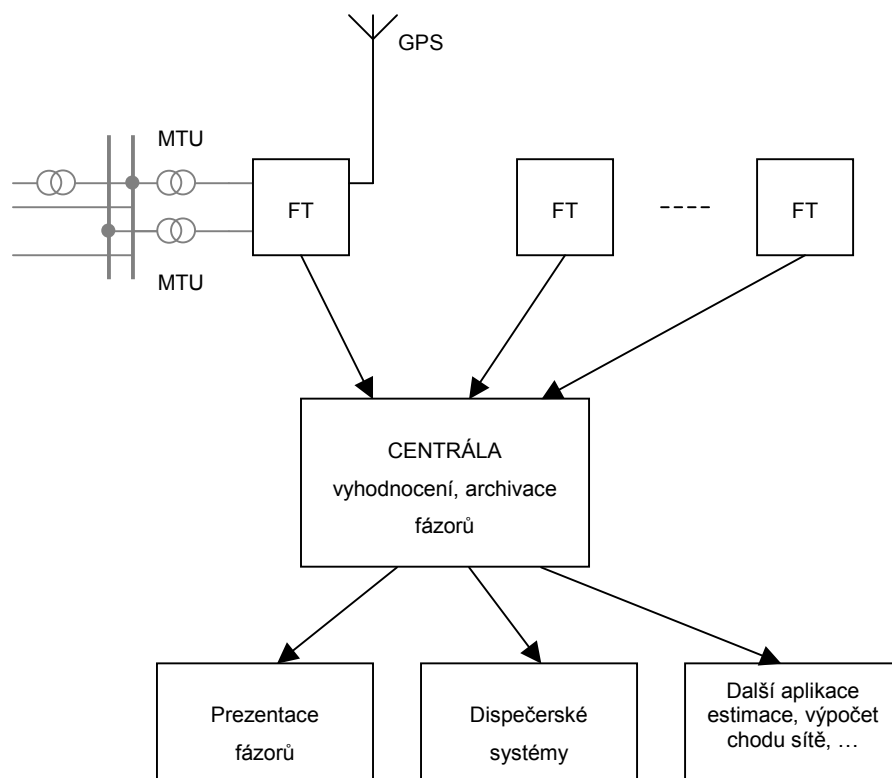 GPS
MTU
FT
FT
----
FT
MTU
CENTRÁLA
vyhodnocení, archivace
fázorů
Prezentace
fázorů
Dispečerské
systémy
Další aplikace
estimace, výpočet
chodu sítě, …